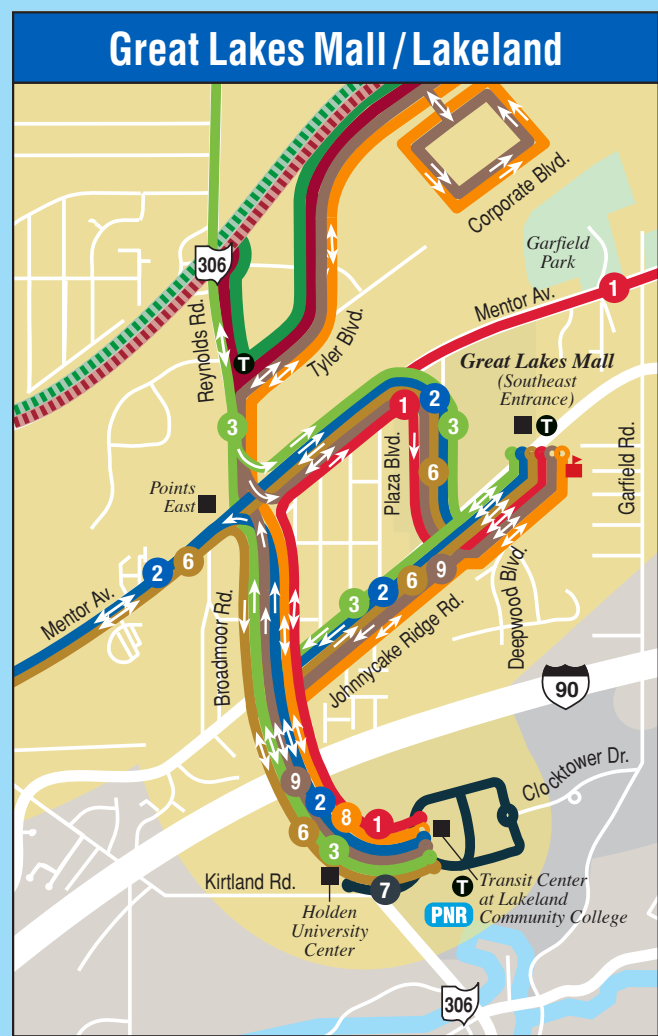 Great Lakes Mall / Lakeland
Corporate Blvd.
Garfield
Park
306
Mentor Av.
1
Reynolds Rd.
Tyler Blvd.
T
Great Lakes Mall
(Southeast
Entrance)
T
1
2
3
3
Plaza Blvd.
Garfield Rd.
6
Points
East
2
6
Mentor Av.
3
2
6
9
Deepwood Blvd.
Johnnycake Ridge Rd.
Broadmoor Rd.
90
Clocktower Dr.
9
2
8
1
6
3
Kirtland Rd.
7
T
Transit Center
at Lakeland
Community College
PNR
Holden
University
Center
306